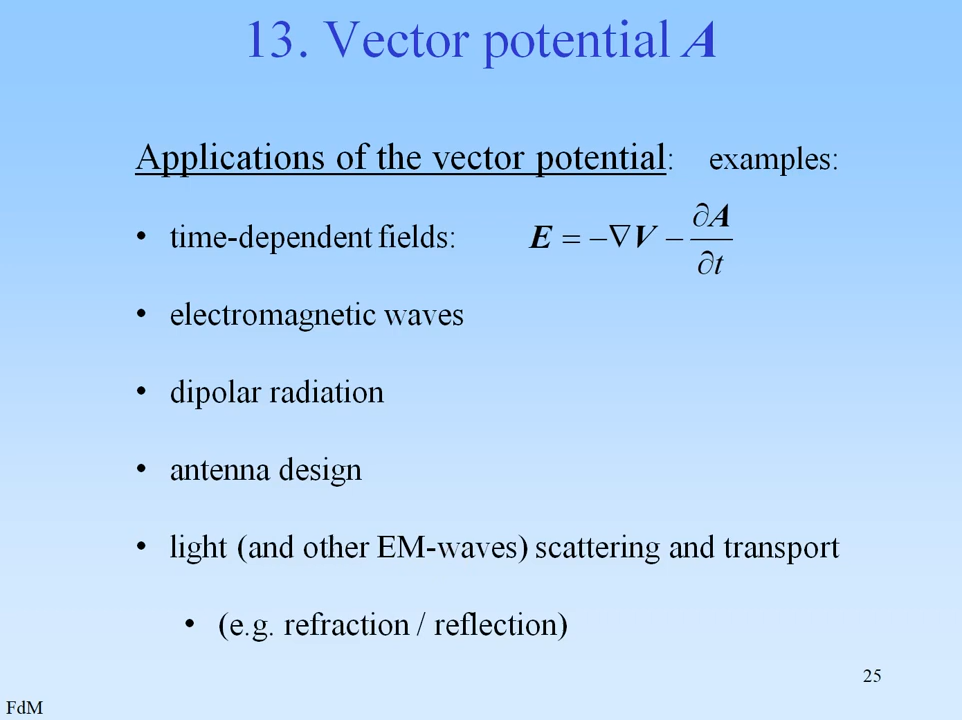 13. Vector potential A
Applications of the vector potential: examples:
• time-dependent fields: E = −∇V − ∂A/∂t
• electromagnetic waves
• dipolar radiation
• antenna design
• light (and other EM-waves) scattering and transport
• (e.g. refraction / reflection)
25
FdM